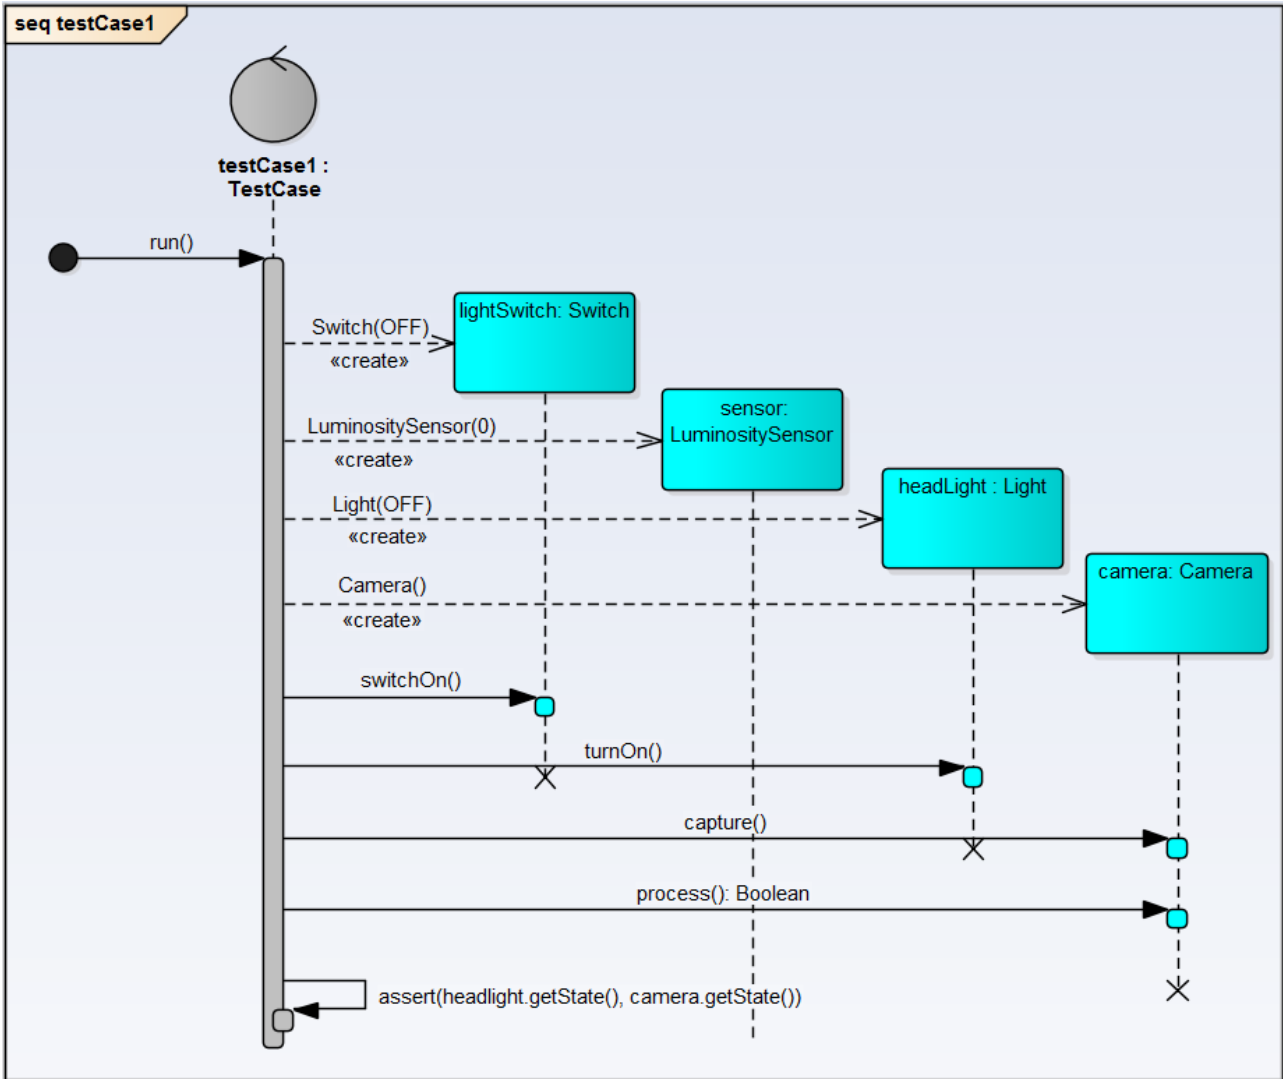 seq testCase1
testCase1 :
TestCase
run()
lightSwitch: Switch
Switch(OFF)
«create»
sensor:
LuminositySensor
LuminositySensor(0)
«create»
headLight : Light
Light(OFF)
«create»
camera: Camera
Camera()
«create»
switchOn()
turnOn()
capture()
process(): Boolean
assert(headlight.getState(), camera.getState())